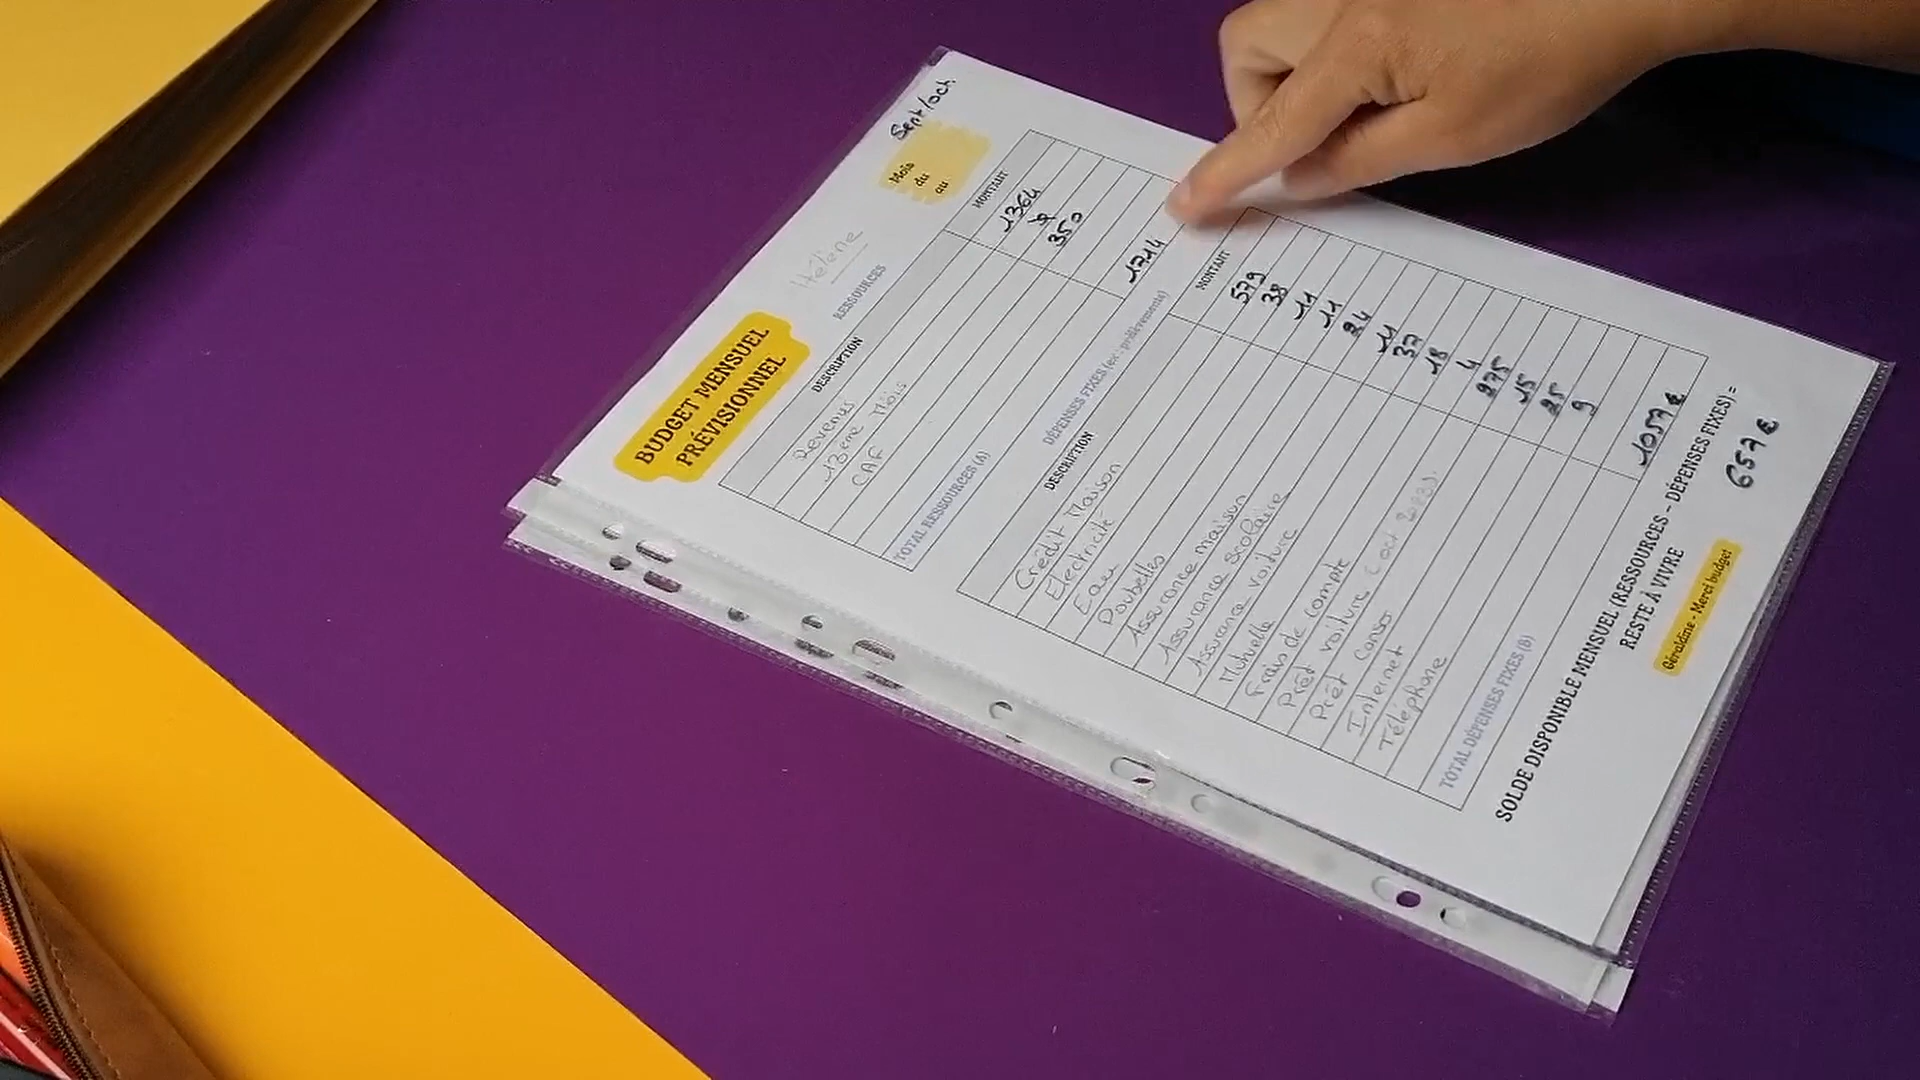 Sept/oct
Mois
du
au
BUDGET MENSUEL
PRÉVISIONNEL
Hélène
RESSOURCES
DESCRIPTION MONTANT
Revenus 1364
13ème Mois
CAF 350
TOTAL RESSOURCES (A) 1714
DÉPENSES FIXES (ex : prélèvements)
DESCRIPTION MONTANT
Crédit Maison 579
Electricité 38
Eau 11
Poubelles 11
Assurance maison 24
Assurance scolaire 11
Assurance voiture 37
Mutuelle 18
Frais de compte 4
Prêt voiture 275
Prêt Conso 15
Internet 25
Téléphone 9
TOTAL DÉPENSES FIXES (B) 1057 €
SOLDE DISPONIBLE MENSUEL (RESSOURCES - DÉPENSES FIXES) =
RESTE À VIVRE 657 €
Géraldine - Merci budget